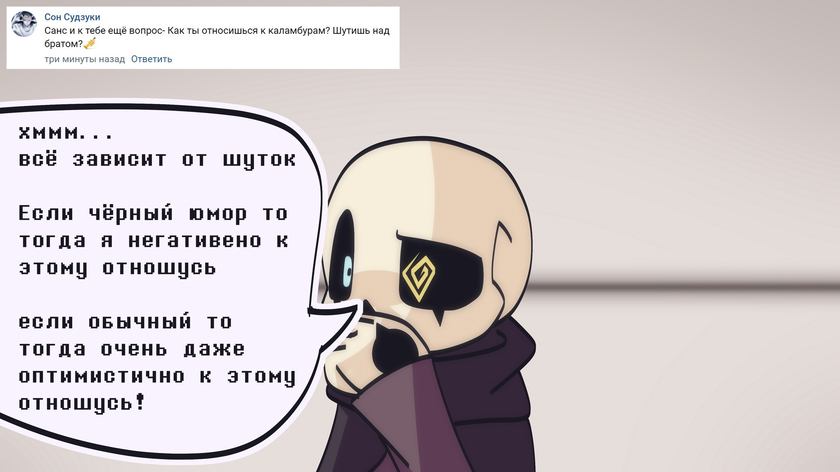 Сон Судзуки
Санс и к тебе ещё вопрос- Как ты относишься к каламбурам? Шутишь над
братом?🎺
три минуты назад Ответить
хммм...
всё зависит от шуток
Если чёрный юмор то
тогда я негативено к
этому отношусь
если обычный то
тогда очень даже
оптимистично к этому
отношусь!